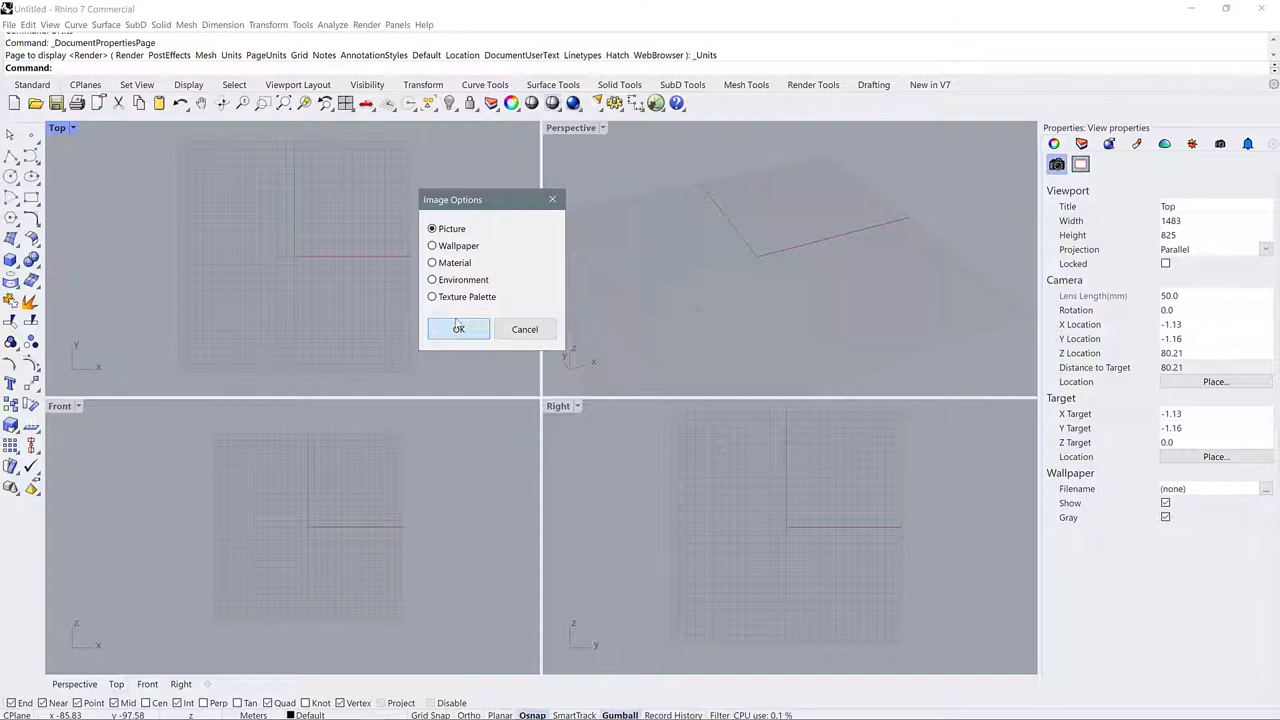 Untitled - Rhino 7 Commercial
File Edit View Curve Surface SubD Solid Mesh Dimension Transform Tools Analyze Render Panels Help
Page to display <Render> ( Render PostEffects Mesh Units PageUnits Grid Notes AnnotationStyles Default Location DocumentUserText Linetypes Hatch WebBrowser ): _Units
Command: _DocumentPropertiesPage
Command:
Standard CPlanes Set View Display Select Viewport Layout Visibility Transform Curve Tools Surface Tools Solid Tools SubD Tools Mesh Tools Render Tools Drafting New in V7
Top
Perspective
Image Options
Picture
Wallpaper
Material
Environment
Texture Palette
OK Cancel
y
x
z
y x
Front
Right
z
x
z
y
Properties: View properties
Viewport
Title Top
Width 1483
Height 825
Projection Parallel
Locked
Camera
Lens Length(mm) 50.0
Rotation 0.0
X Location -1.13
Y Location -1.16
Z Location 80.21
Distance to Target 80.21
Location Place...
Target
X Target -1.13
Y Target -1.16
Z Target 0.0
Location Place...
Wallpaper
Filename (none) ...
Show
Gray
Perspective Top Front Right
End Near Point Mid Cen Int Perp Tan Quad Knot Vertex Project Disable
CPlane x -85.83 y -97.58 z Meters Default Grid Snap Ortho Planar Osnap SmartTrack Gumball Record History Filter CPU use: 0.1 %